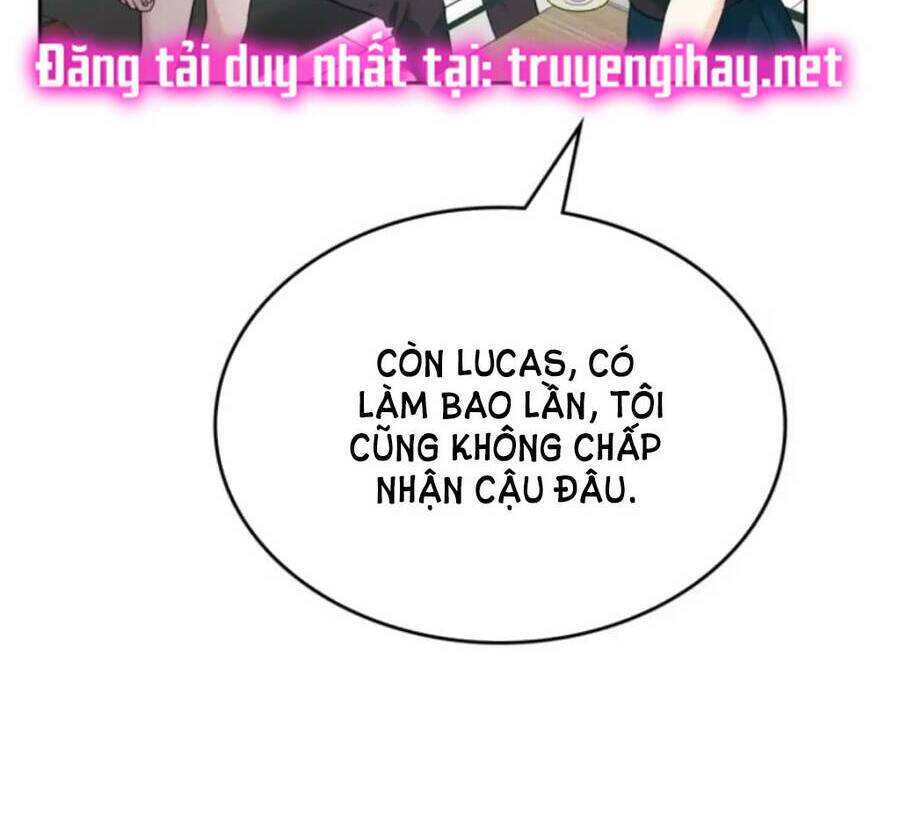 Đăng tải duy nhất tại: truyengihay.net
CÒN LUCAS, CÓ
LÀM BAO LẦN, TÔI
CŨNG KHÔNG CHẤP
NHẬN CẬU ĐÂU.